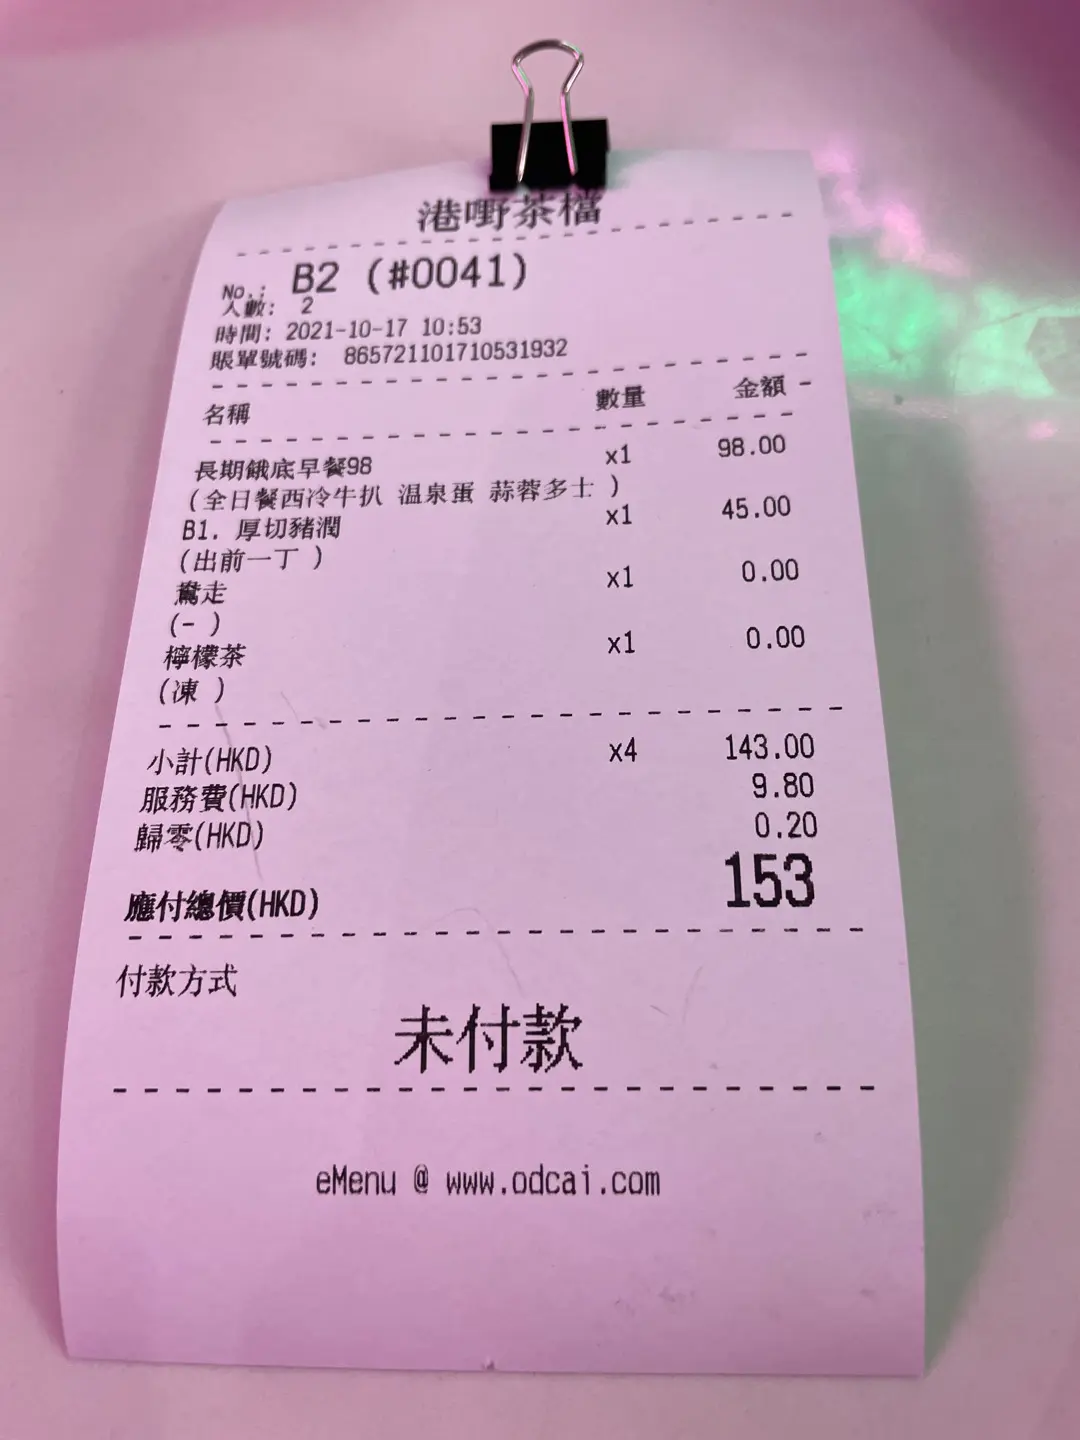 港嘢茶檔
No.: B2 (#0041)
人數: 2
時間: 2021-10-17 10:53
賬單號碼: 865721101710531932
名稱 數量 金額
長期餓底早餐98 x1 98.00
(全日餐西冷牛扒 溫泉蛋 蒜蓉多士 )
B1. 厚切豬潤 x1 45.00
(出前一丁 )
鴦走 x1 0.00
(- )
檸檬茶 x1 0.00
(凍 )
小計(HKD) x4 143.00
服務費(HKD) 9.80
歸零(HKD) 0.20
應付總價(HKD) 153
付款方式
未付款
eMenu @ www.odcai.com